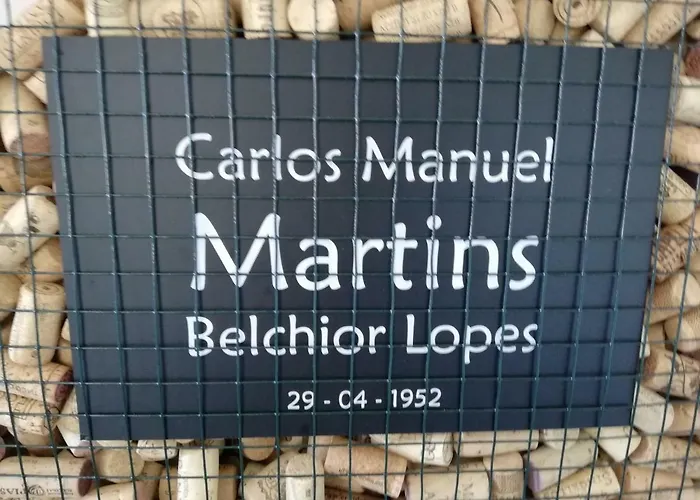 Carlos Manuel
Martins
Belchior Lopes
29 - 04 - 1952